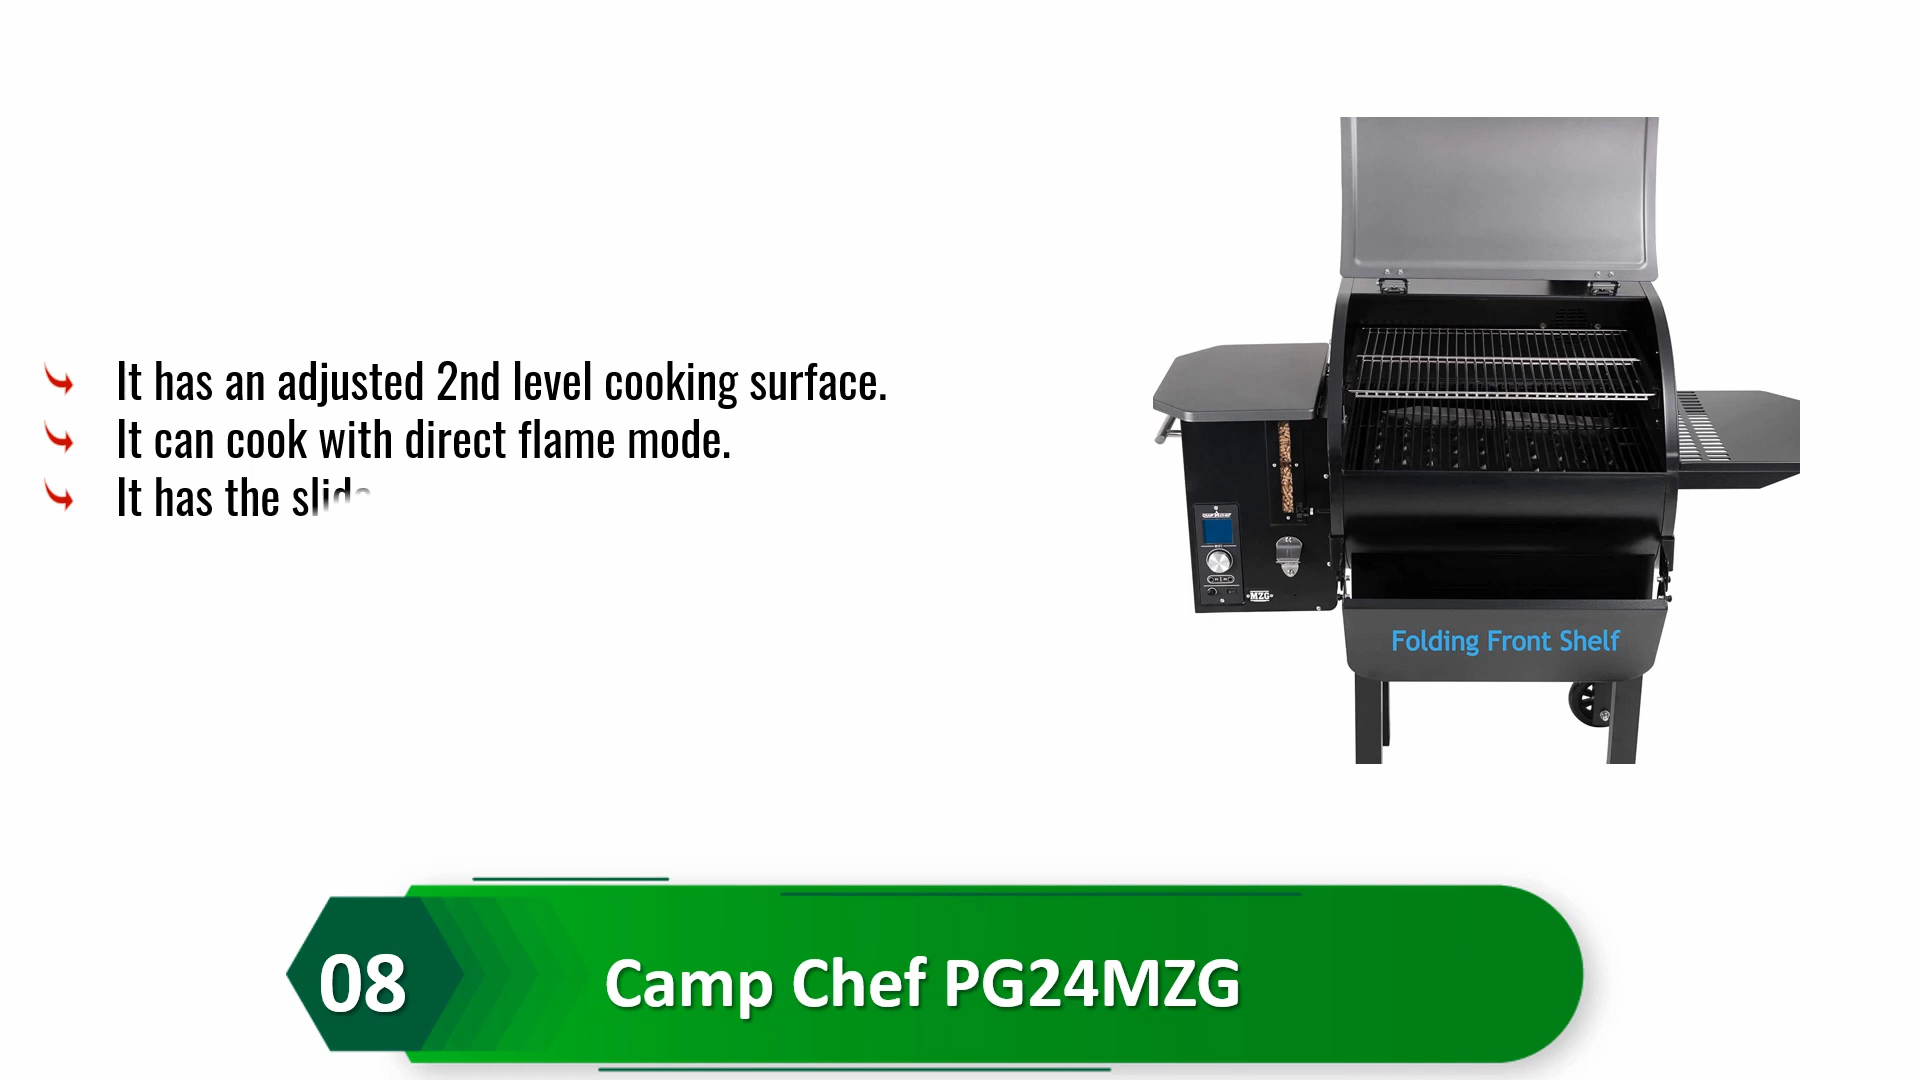 It has an adjusted 2nd level cooking surface.
It can cook with direct flame mode.
It has the
MZG
Folding Front Shelf
08
Camp Chef PG24MZG